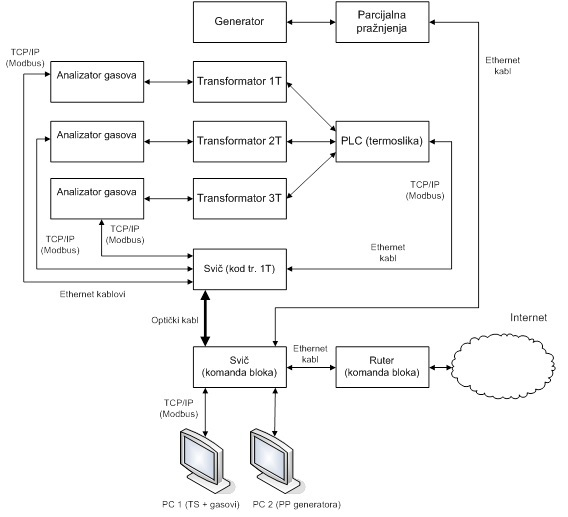 Generator
Parcijalna
pražnjenja
TCP/IP
(Modbus)
Ethernet
kabl
Analizator gasova
Transformator 1T
Analizator gasova
Transformator 2T
PLC (termoslika)
Analizator gasova
Transformator 3T
TCP/IP
(Modbus)
TCP/IP
(Modbus)
TCP/IP
(Modbus)
Svič (kod tr. 1T)
Ethernet
kabl
Ethernet kablovi
Optički kabl
Internet
Svič
(komanda bloka)
Ethernet
kabl
Ruter
(komanda bloka)
TCP/IP
(Modbus)
PC 1 (TS + gasovi)
PC 2 (PP generatora)